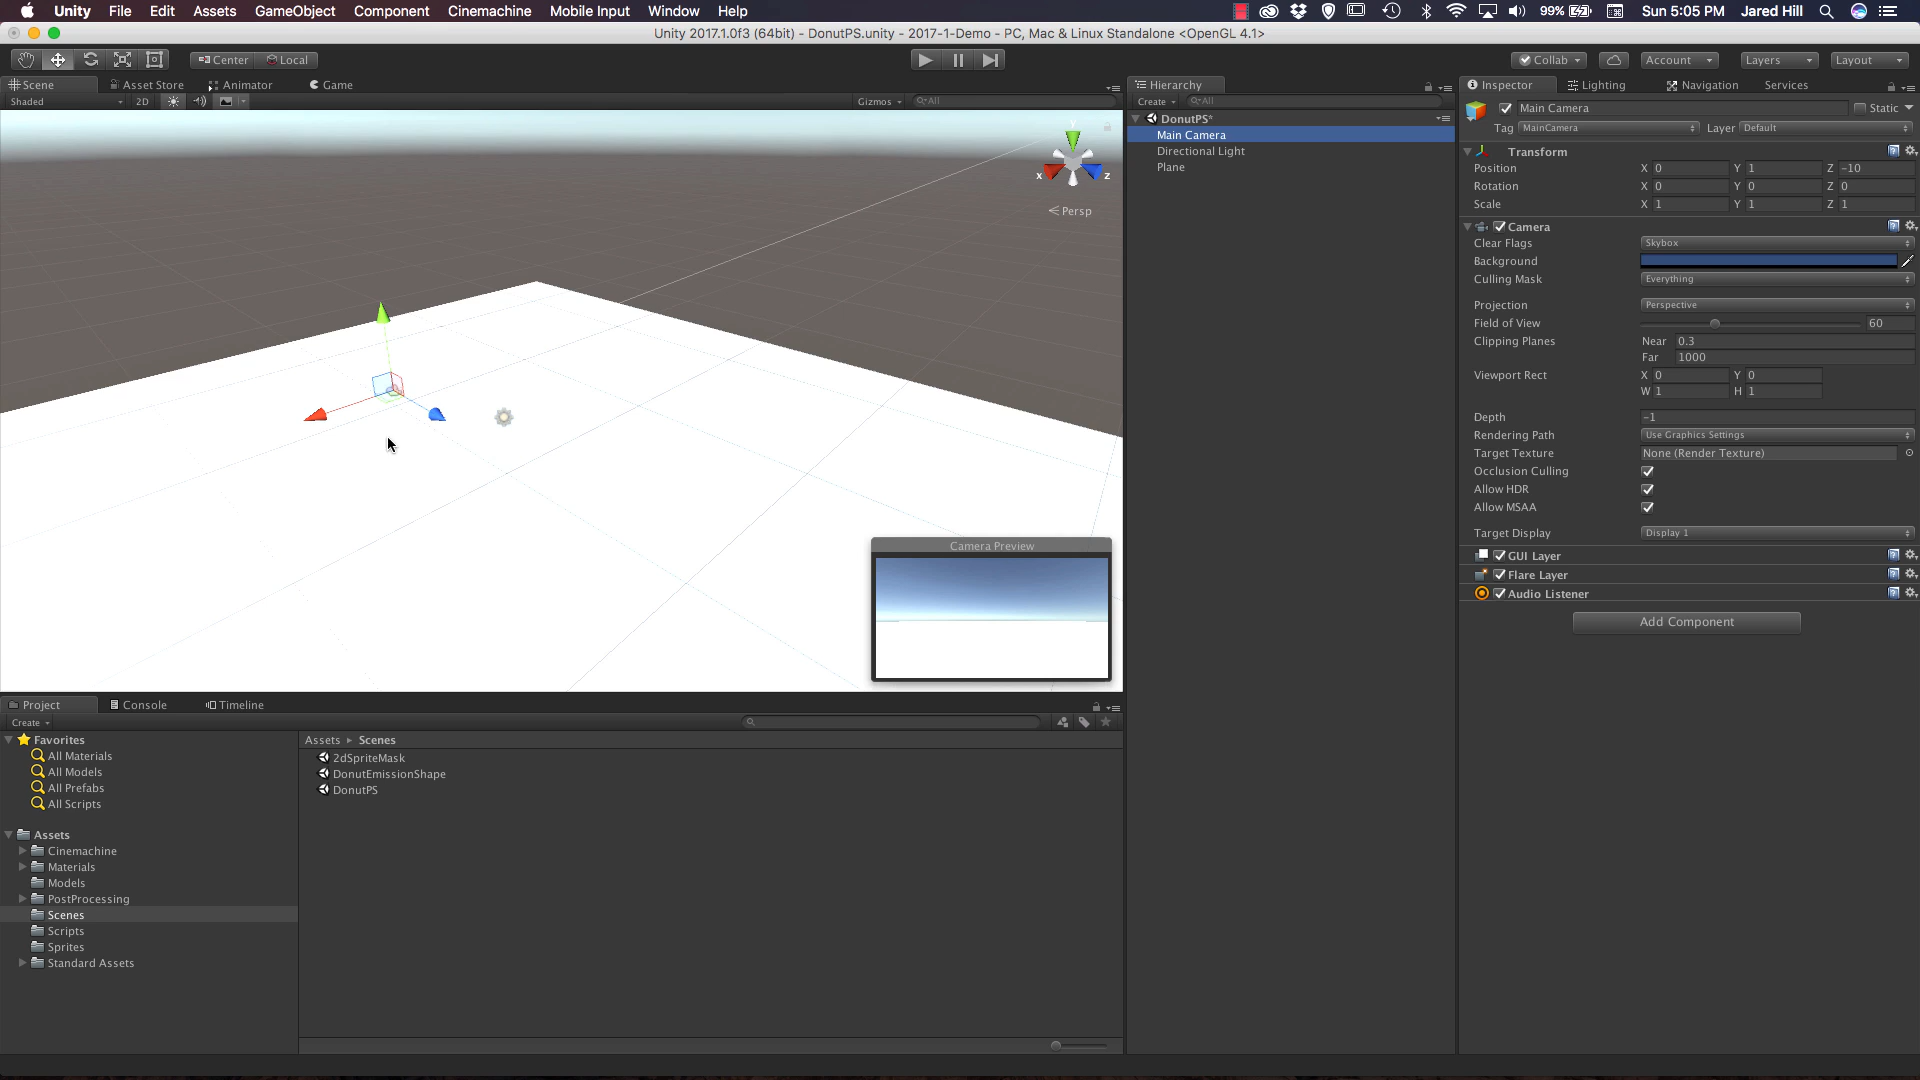 Unity File Edit Assets GameObject Component Cinemachine Mobile Input Window Help 99% Sun 5:05 PM Jared Hill
Unity 2017.1.0f3 (64bit) - DonutPS.unity - 2017-1-Demo - PC, Mac & Linux Standalone <OpenGL 4.1>
Center Local Collab Account Layers Layout
Scene Asset Store Animator Game
Shaded 2D Gizmos All
y
x z
Persp
Camera Preview
Hierarchy
Create All
DonutPS*
Main Camera
Directional Light
Plane
Inspector Lighting Navigation Services
Main Camera Static
Tag MainCamera Layer Default
Transform
Position X 0 Y 1 Z -10
Rotation X 0 Y 0 Z 0
Scale X 1 Y 1 Z 1
Camera
Clear Flags Skybox
Background
Culling Mask Everything
Projection Perspective
Field of View 60
Clipping Planes Near 0.3
Far 1000
Viewport Rect X 0 Y 0
W 1 H 1
Depth -1
Rendering Path Use Graphics Settings
Target Texture None (Render Texture)
Occlusion Culling
Allow HDR
Allow MSAA
Target Display Display 1
GUI Layer
Flare Layer
Audio Listener
Add Component
Project Console Timeline
Create
Favorites
All Materials
All Models
All Prefabs
All Scripts
Assets
Cinemachine
Materials
Models
PostProcessing
Scenes
Scripts
Sprites
Standard Assets
Assets Scenes
2dSpriteMask
DonutEmissionShape
DonutPS